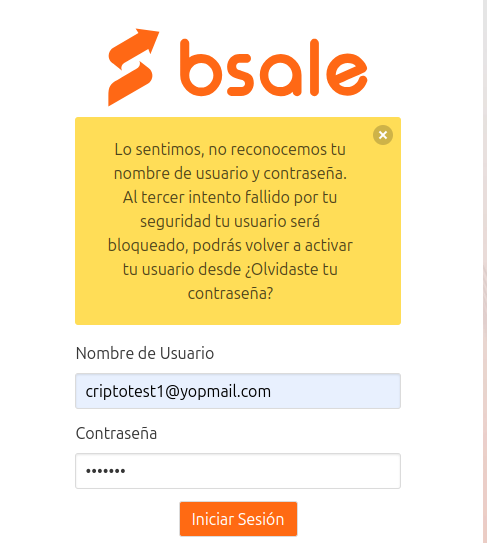 bsale
Lo sentimos, no reconocemos tu
nombre de usuario y contraseña.
Al tercer intento fallido por tu
seguridad tu usuario será
bloqueado, podrás volver a activar
tu usuario desde ¿Olvidaste tu
contraseña?
Nombre de Usuario
criptotest1@yopmail.com
Contraseña
•••••••
Iniciar Sesión